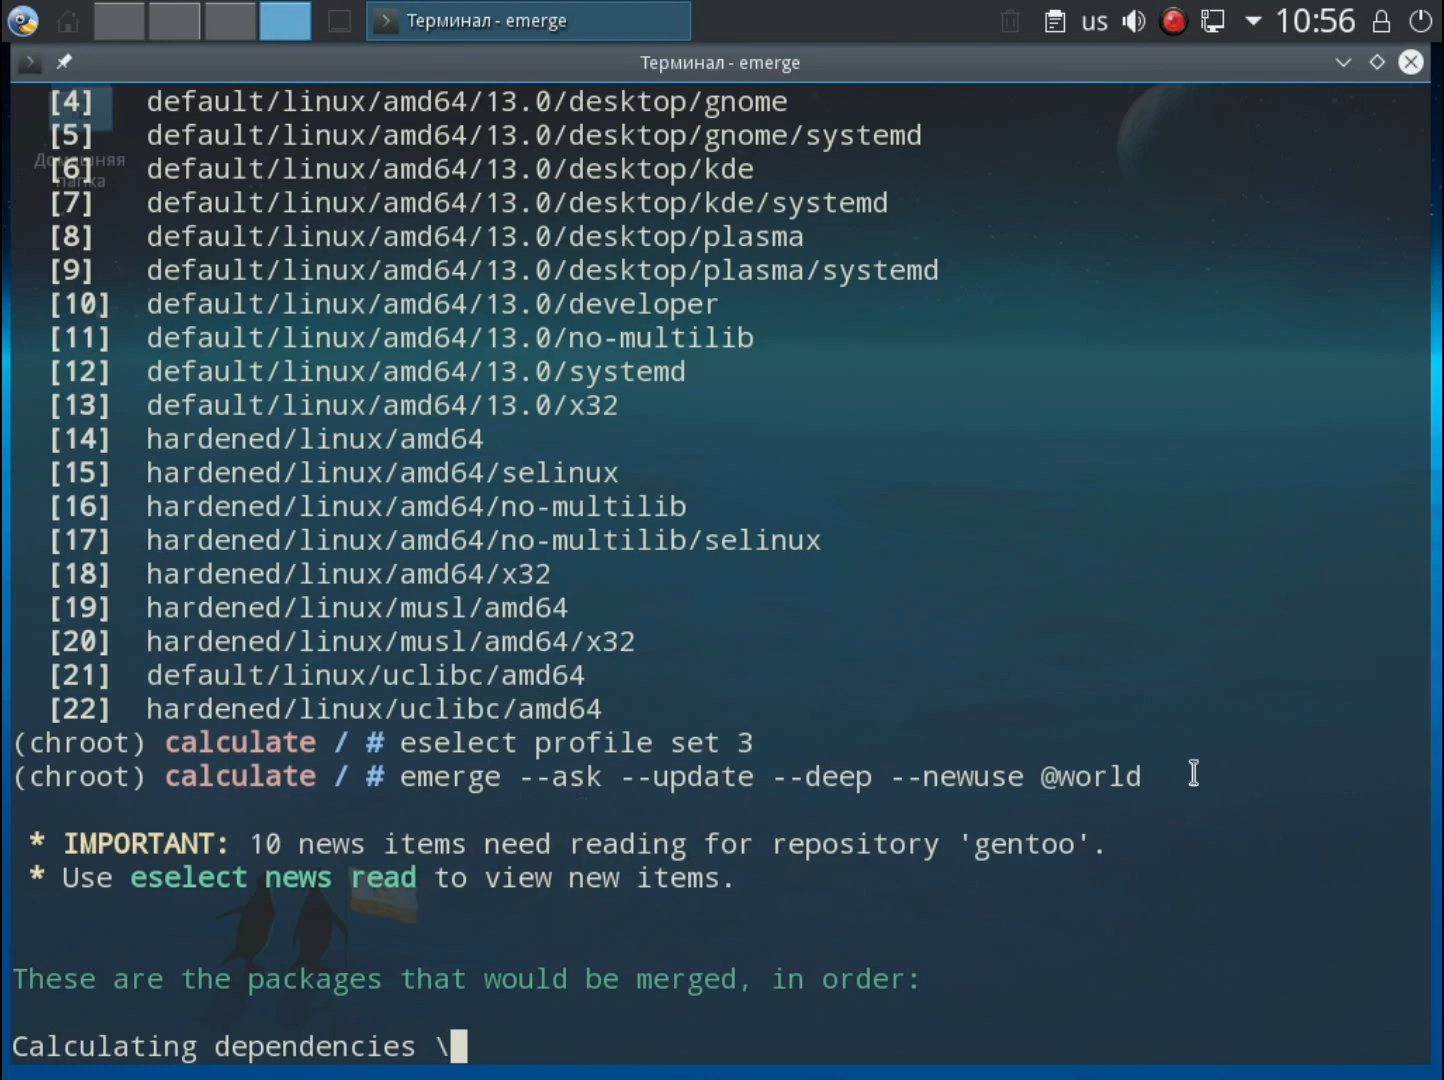 Терминал - emerge
us
10:56
Терминал - emerge
[4] default/linux/amd64/13.0/desktop/gnome
[5] default/linux/amd64/13.0/desktop/gnome/systemd
Домашняя
папка
[6] default/linux/amd64/13.0/desktop/kde
[7] default/linux/amd64/13.0/desktop/kde/systemd
[8] default/linux/amd64/13.0/desktop/plasma
[9] default/linux/amd64/13.0/desktop/plasma/systemd
[10] default/linux/amd64/13.0/developer
[11] default/linux/amd64/13.0/no-multilib
[12] default/linux/amd64/13.0/systemd
[13] default/linux/amd64/13.0/x32
[14] hardened/linux/amd64
[15] hardened/linux/amd64/selinux
[16] hardened/linux/amd64/no-multilib
[17] hardened/linux/amd64/no-multilib/selinux
[18] hardened/linux/amd64/x32
[19] hardened/linux/musl/amd64
[20] hardened/linux/musl/amd64/x32
[21] default/linux/uclibc/amd64
[22] hardened/linux/uclibc/amd64
(chroot) calculate / # eselect profile set 3
(chroot) calculate / # emerge --ask --update --deep --newuse @world
* IMPORTANT: 10 news items need reading for repository 'gentoo'.
* Use eselect news read to view new items.
These are the packages that would be merged, in order:
Calculating dependencies \